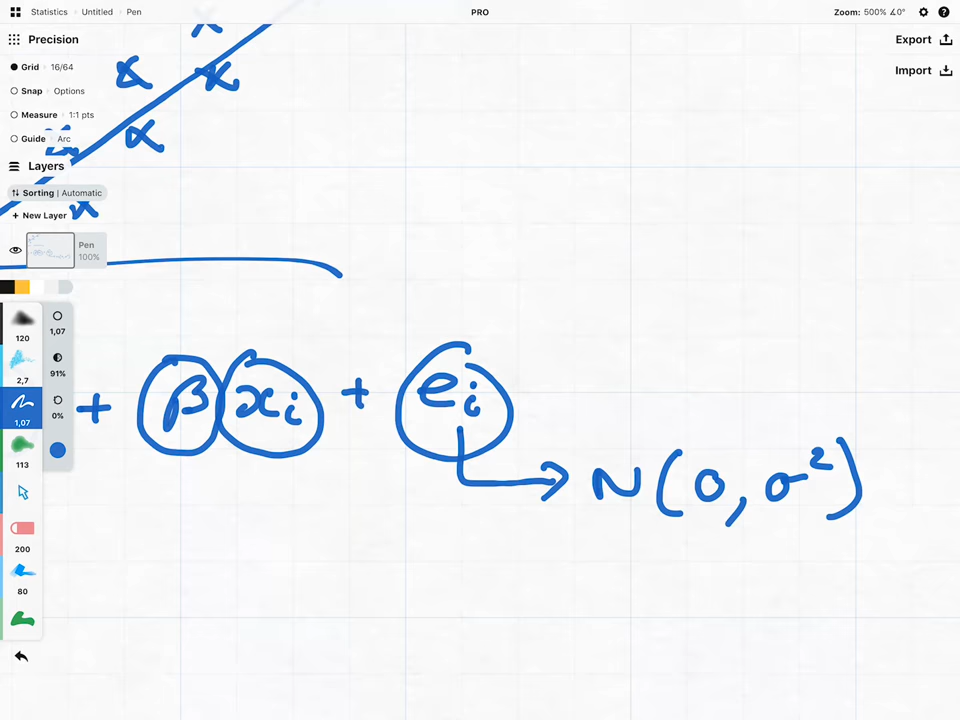 Statistics › Untitled › Pen
PRO
Zoom: 500% ∠0°
Precision
Export
Import
Grid › 16/64
Snap › Options
Measure › 1:1 pts
Guide › Arc
Layers
Sorting | Automatic
+ New Layer
Pen
100%
120
1,07
2,7
91%
1,07
0%
113
200
80
+ βxᵢ + eᵢ
→ N(0, σ²)
x
x
x
x
x
x